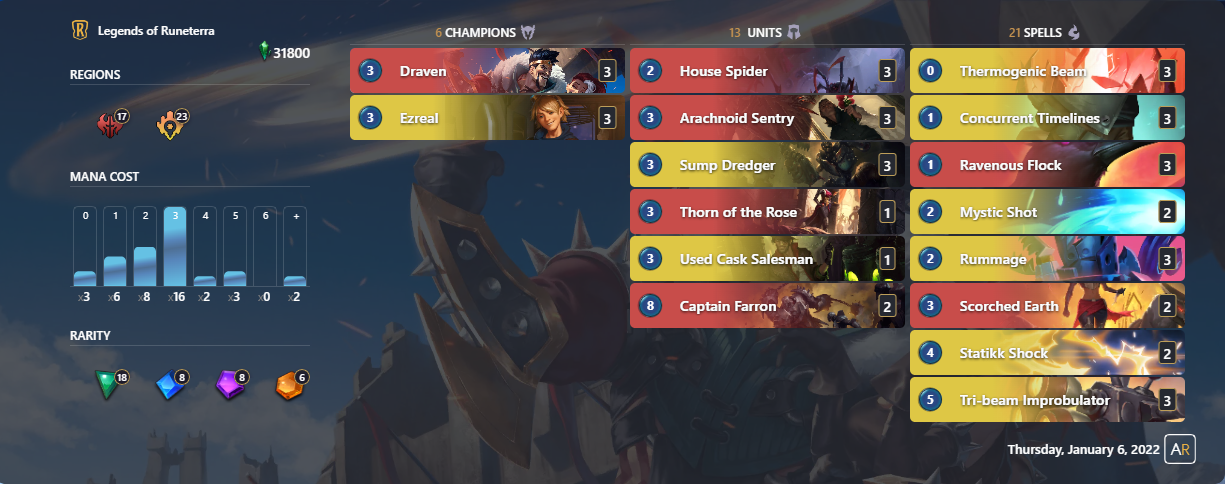 Legends of Runeterra
31800
REGIONS
17
23
MANA COST
0 1 2 3 4 5 6 +
x3 x6 x8 x16 x2 x3 x0 x2
RARITY
18
8
8
6
6 CHAMPIONS
3 Draven 3
3 Ezreal 3
13 UNITS
2 House Spider 3
3 Arachnoid Sentry 3
3 Sump Dredger 3
3 Thorn of the Rose 1
3 Used Cask Salesman 1
8 Captain Farron 2
21 SPELLS
0 Thermogenic Beam 3
1 Concurrent Timelines 3
1 Ravenous Flock 3
2 Mystic Shot 2
2 Rummage 3
3 Scorched Earth 2
4 Statikk Shock 2
5 Tri-beam Improbulator 3
Thursday, January 6, 2022
AR